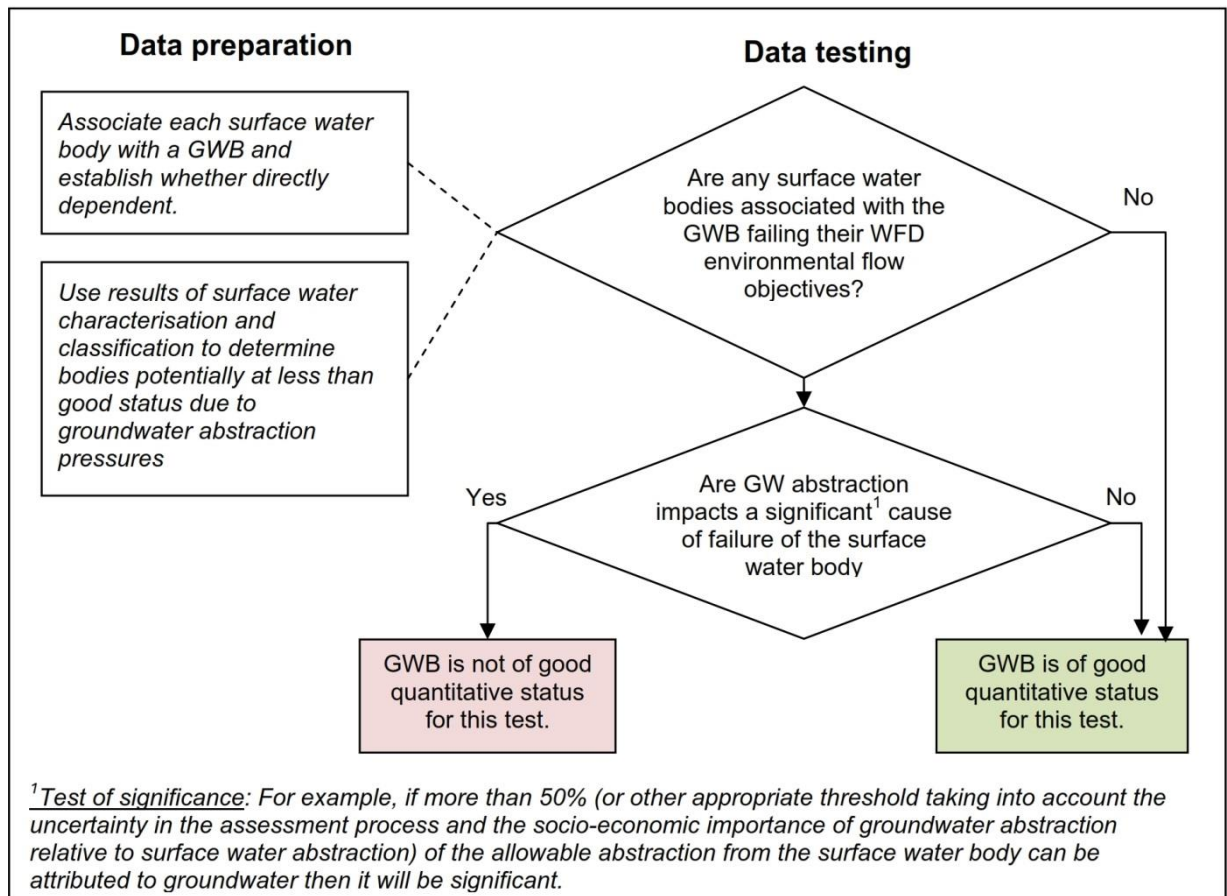 Data preparation
Data testing
Associate each surface water
body with a GWB and
establish whether directly
dependent.
Use results of surface water
characterisation and
classification to determine
bodies potentially at less than
good status due to
groundwater abstraction
pressures
Are any surface water
bodies associated with the
GWB failing their WFD
environmental flow
objectives?
No
Yes
Are GW abstraction
impacts a significant¹ cause
of failure of the surface
water body
No
GWB is not of good
quantitative status
for this test.
GWB is of good
quantitative status
for this test.
¹Test of significance: For example, if more than 50% (or other appropriate threshold taking into account the
uncertainty in the assessment process and the socio-economic importance of groundwater abstraction
relative to surface water abstraction) of the allowable abstraction from the surface water body can be
attributed to groundwater then it will be significant.